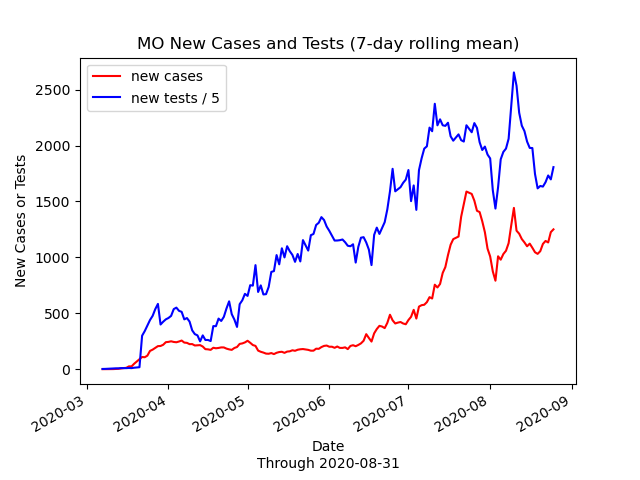 MO New Cases and Tests (7-day rolling mean)
new cases
new tests / 5
New Cases or Tests
2500
2000
1500
1000
500
0
2020-03
2020-04
2020-05
2020-06
2020-07
2020-08
2020-09
Date
Through 2020-08-31